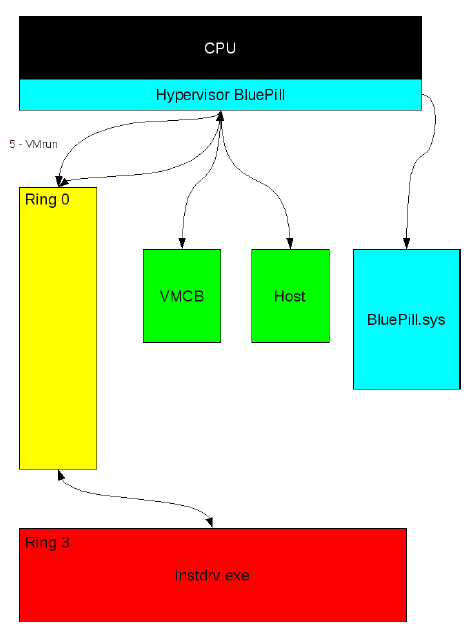 CPU
Hypervisor BluePill
5 - VMrun
Ring 0
VMCB
Host
BluePill.sys
Ring 3
instdrv.exe